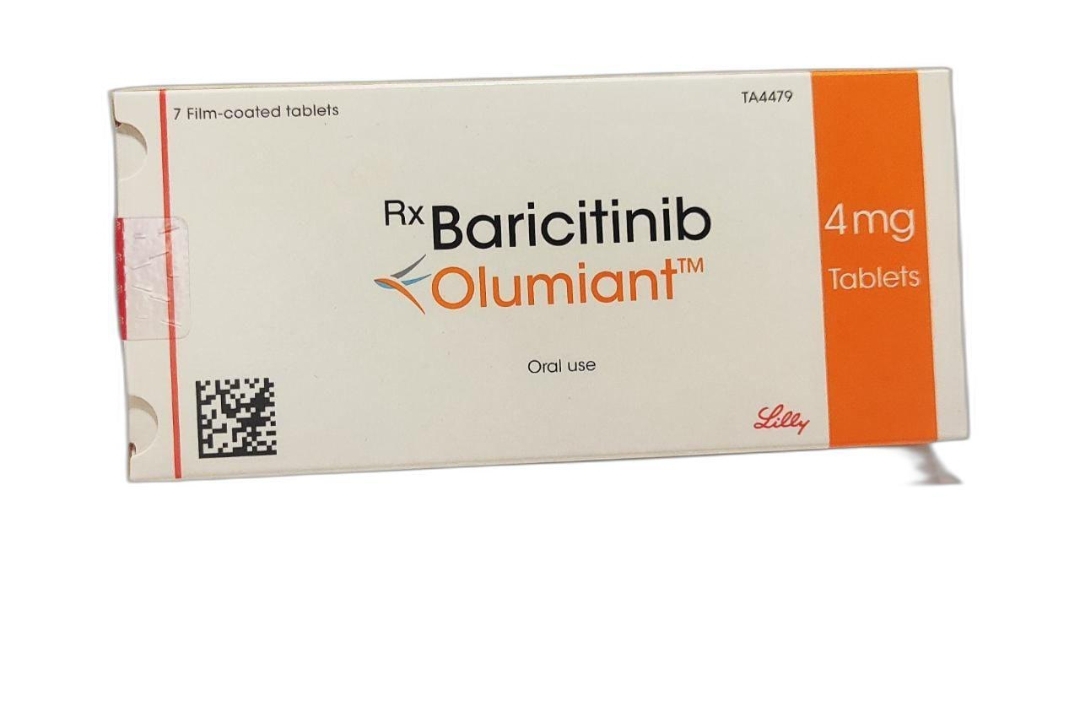 7 Film-coated tablets
TA4479
Rx Baricitinib
Olumiant™
4mg
Tablets
Oral use
Lilly